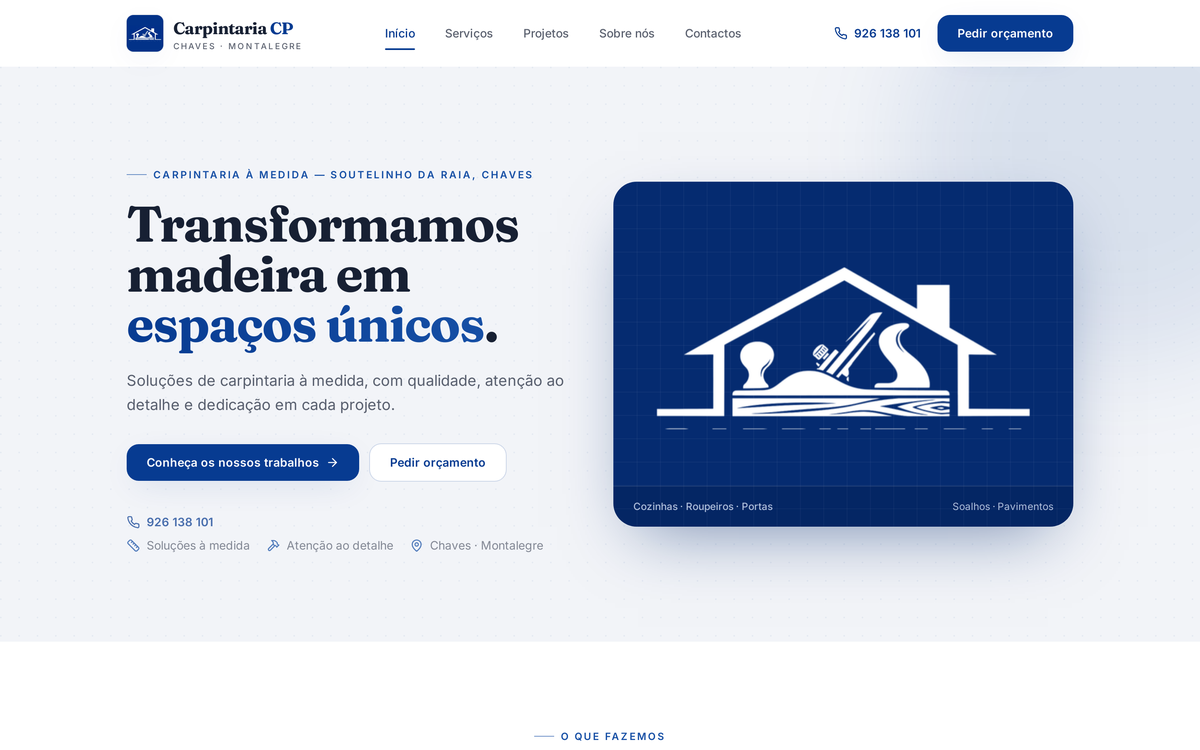 Carpintaria CP
CHAVES · MONTALEGRE
Início
Serviços
Projetos
Sobre nós
Contactos
926 138 101
Pedir orçamento
CARPINTARIA À MEDIDA — SOUTELINHO DA RAIA, CHAVES
Transformamos
madeira em
espaços únicos.
Soluções de carpintaria à medida, com qualidade, atenção ao
detalhe e dedicação em cada projeto.
Conheça os nossos trabalhos
Pedir orçamento
926 138 101
Soluções à medida
Atenção ao detalhe
Chaves · Montalegre
Cozinhas · Roupeiros · Portas
Soalhos · Pavimentos
O QUE FAZEMOS